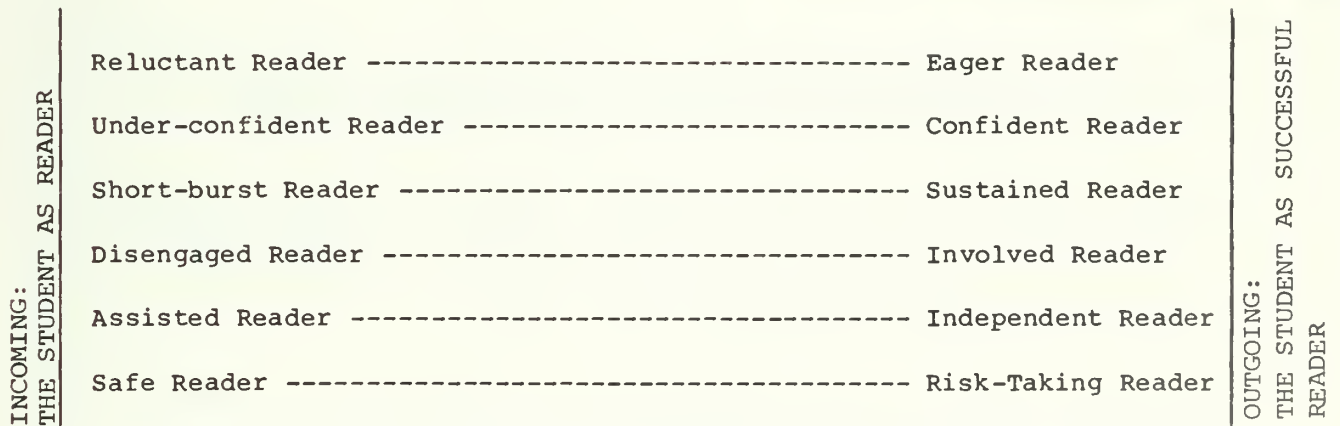 INCOMING:
THE STUDENT AS READER
Reluctant Reader ---------------------------------- Eager Reader
Under-confident Reader ---------------------------- Confident Reader
Short-burst Reader -------------------------------- Sustained Reader
Disengaged Reader --------------------------------- Involved Reader
Assisted Reader ----------------------------------- Independent Reader
Safe Reader --------------------------------------- Risk-Taking Reader
OUTGOING:
THE STUDENT AS SUCCESSFUL
READER